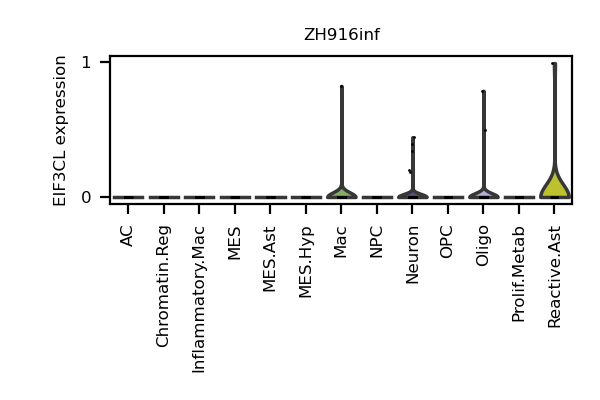 ZH916inf
EIF3CL expression
1
0
AC
Chromatin.Reg
Inflammatory.Mac
MES
MES.Ast
MES.Hyp
Mac
NPC
Neuron
OPC
Oligo
Prolif.Metab
Reactive.Ast